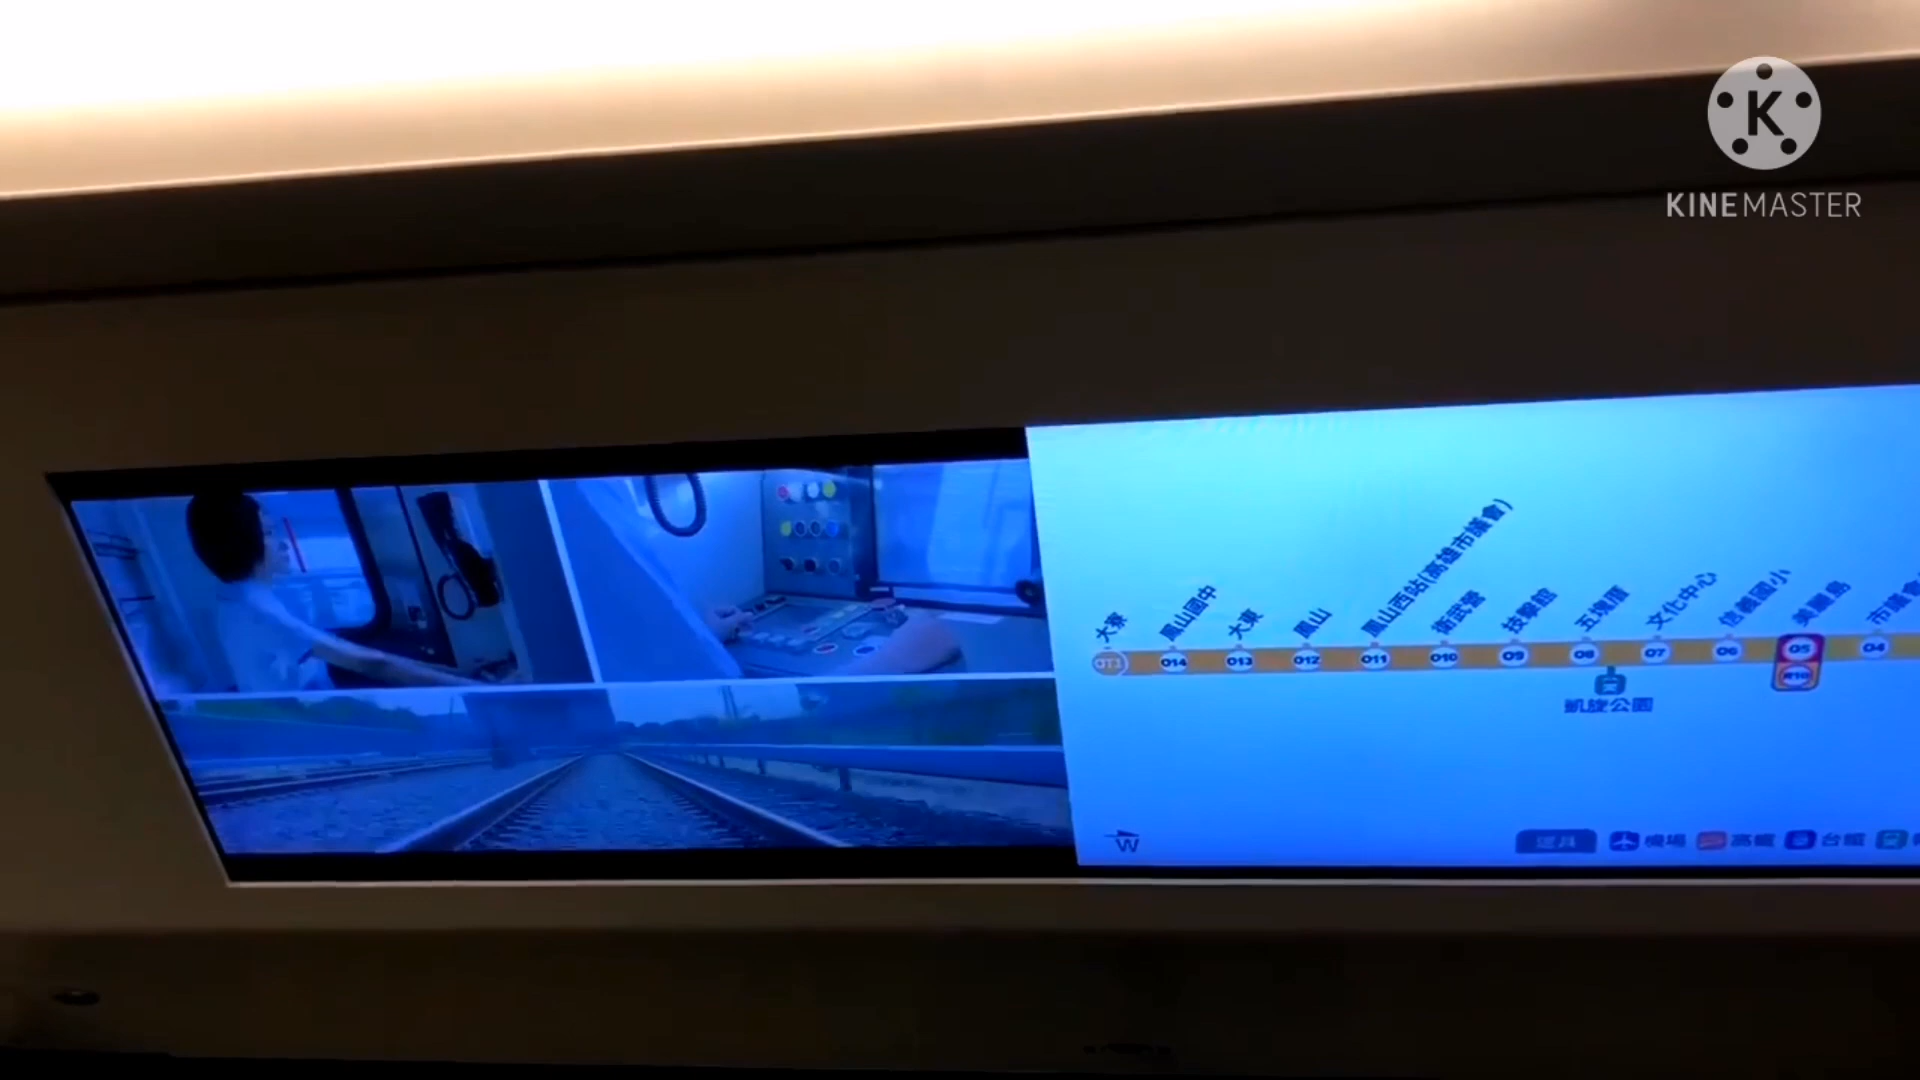 K
KINEMASTER
大寮
鳳山國中
大東
鳳山
鳳山西站(高雄市議會)
衛武營
技擊館
五塊厝
文化中心
信義國小
美麗島
市議會
OT1
O14
O13
O12
O11
O10
O9
O8
O7
O6
O5
O4
R10
凱旋公園
W
機場
高鐵
台鐵